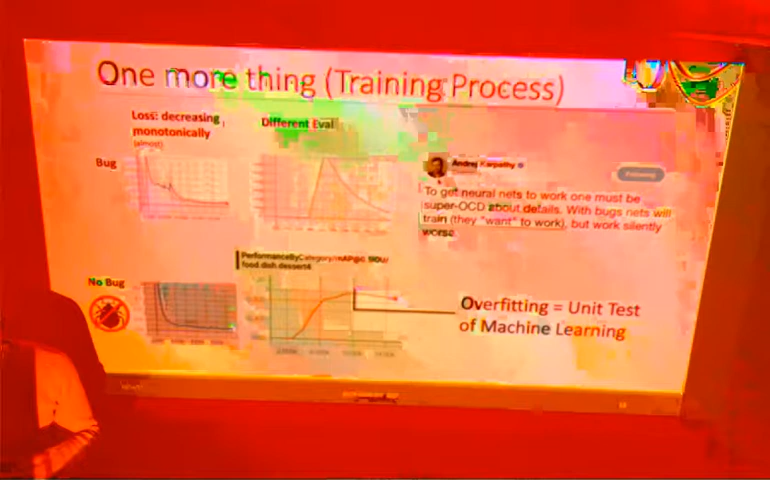 One more thing (Training Process)
Loss: decreasing,
monotonically
(almost)
Different Eval
Bug
Andrej Karpathy
Following
To get neural nets to work one must be
super-OCD about details. With bugs nets will
train (they "want" to work), but work silently
worse.
food.dish.dessert4
No Bug
Overfitting = Unit Test
of Machine Learning